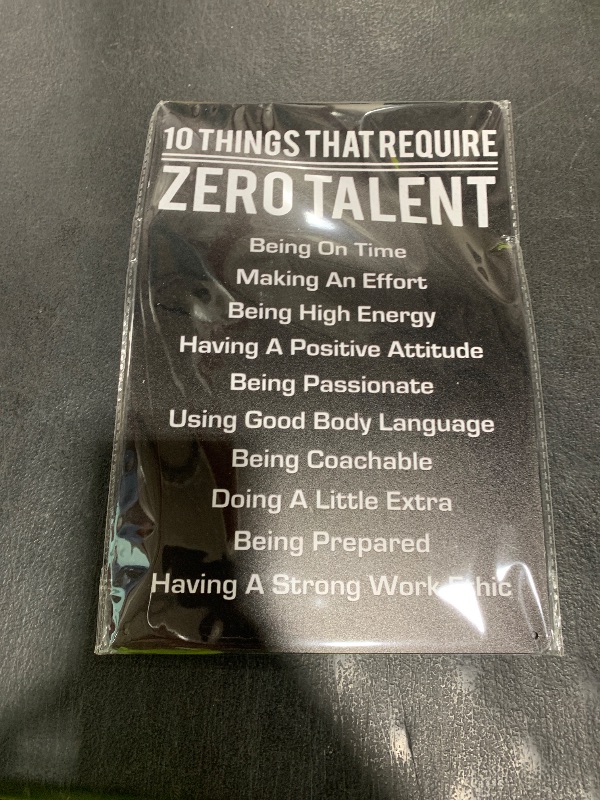 10 THINGS THAT REQUIRE
ZERO TALENT
Being On Time
Making An Effort
Being High Energy
Having A Positive Attitude
Being Passionate
Using Good Body Language
Being Coachable
Doing A Little Extra
Being Prepared
Having A Strong Work Ethic